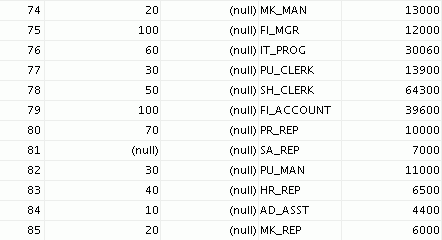 74 20 (null) MK_MAN 13000
75 100 (null) FI_MGR 12000
76 60 (null) IT_PROG 30060
77 30 (null) PU_CLERK 13900
78 50 (null) SH_CLERK 64300
79 100 (null) FI_ACCOUNT 39600
80 70 (null) PR_REP 10000
81 (null) (null) SA_REP 7000
82 30 (null) PU_MAN 11000
83 40 (null) HR_REP 6500
84 10 (null) AD_ASST 4400
85 20 (null) MK_REP 6000